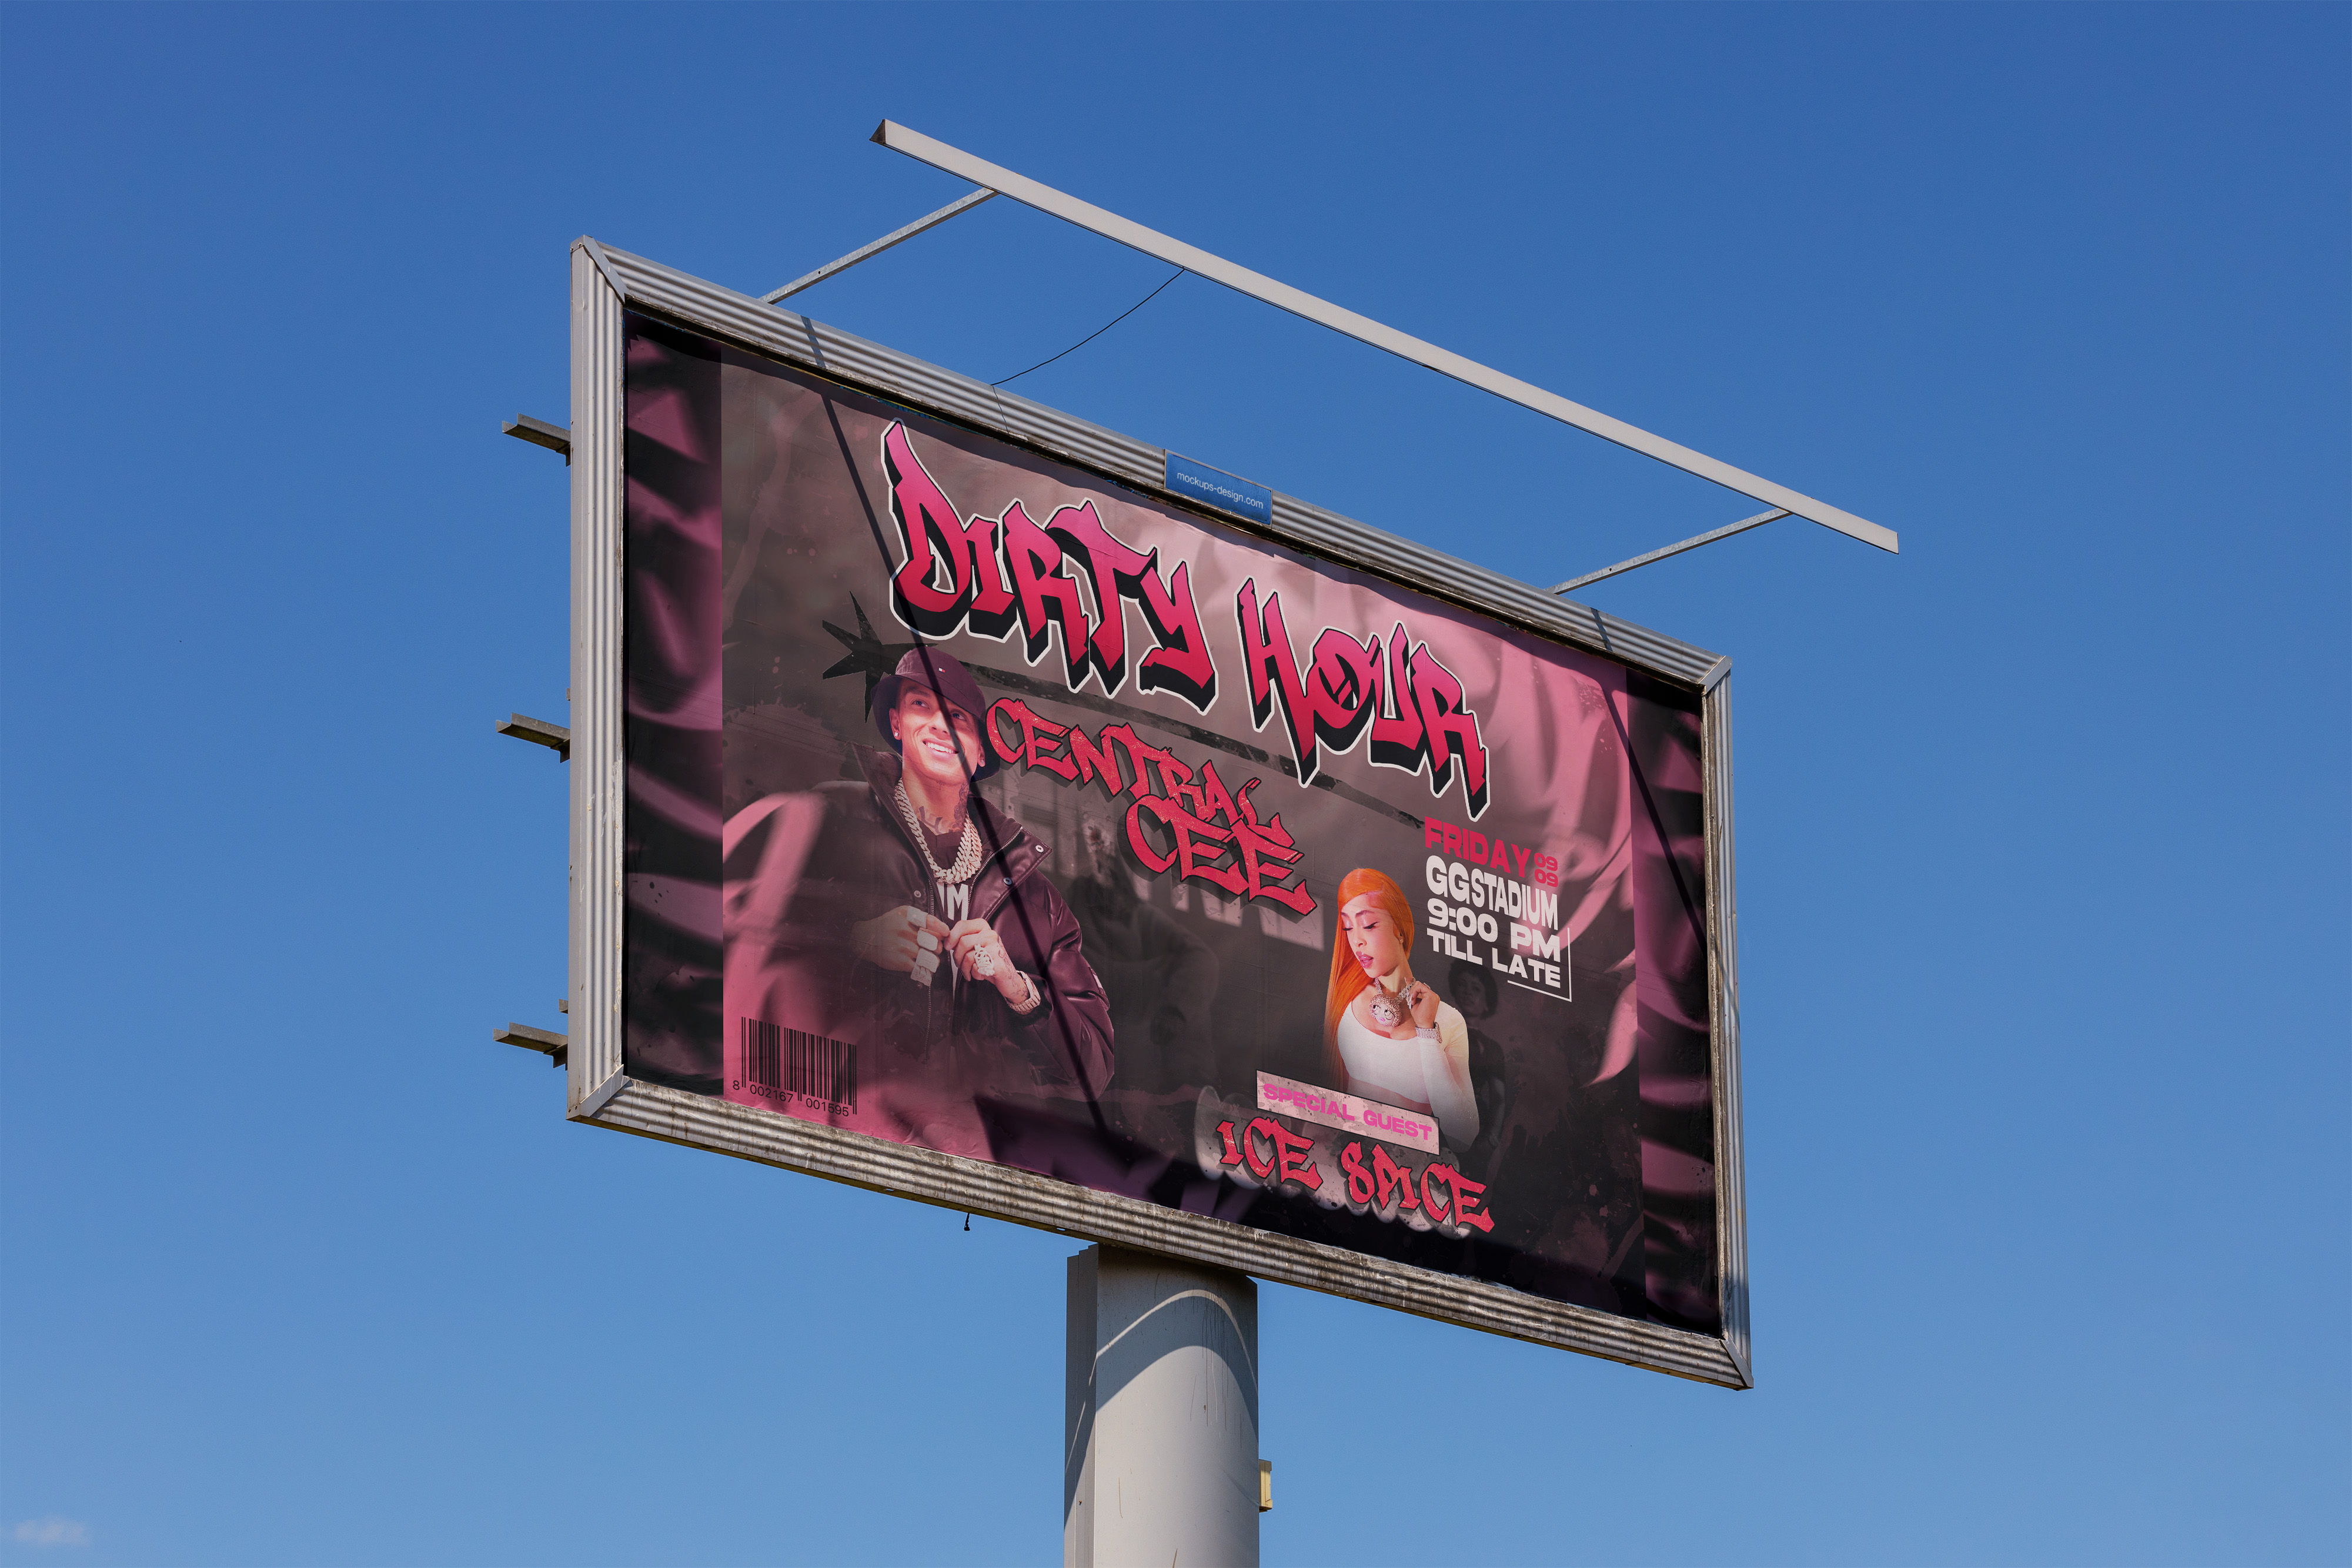 mockups-design.com
DIRTY HOUR
CENTRAL
CEE
FRIDAY 09
09
GGSTADIUM
9:00 PM
TILL LATE
M
8 002167 001595
SPECIAL GUEST
ICE SPICE